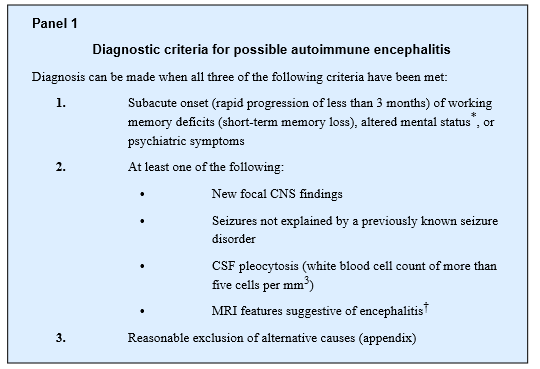 Panel 1
Diagnostic criteria for possible autoimmune encephalitis
Diagnosis can be made when all three of the following criteria have been met:
1. Subacute onset (rapid progression of less than 3 months) of working
memory deficits (short-term memory loss), altered mental status*, or
psychiatric symptoms
2. At least one of the following:
• New focal CNS findings
• Seizures not explained by a previously known seizure
disorder
• CSF pleocytosis (white blood cell count of more than
five cells per mm³)
• MRI features suggestive of encephalitis†
3. Reasonable exclusion of alternative causes (appendix)